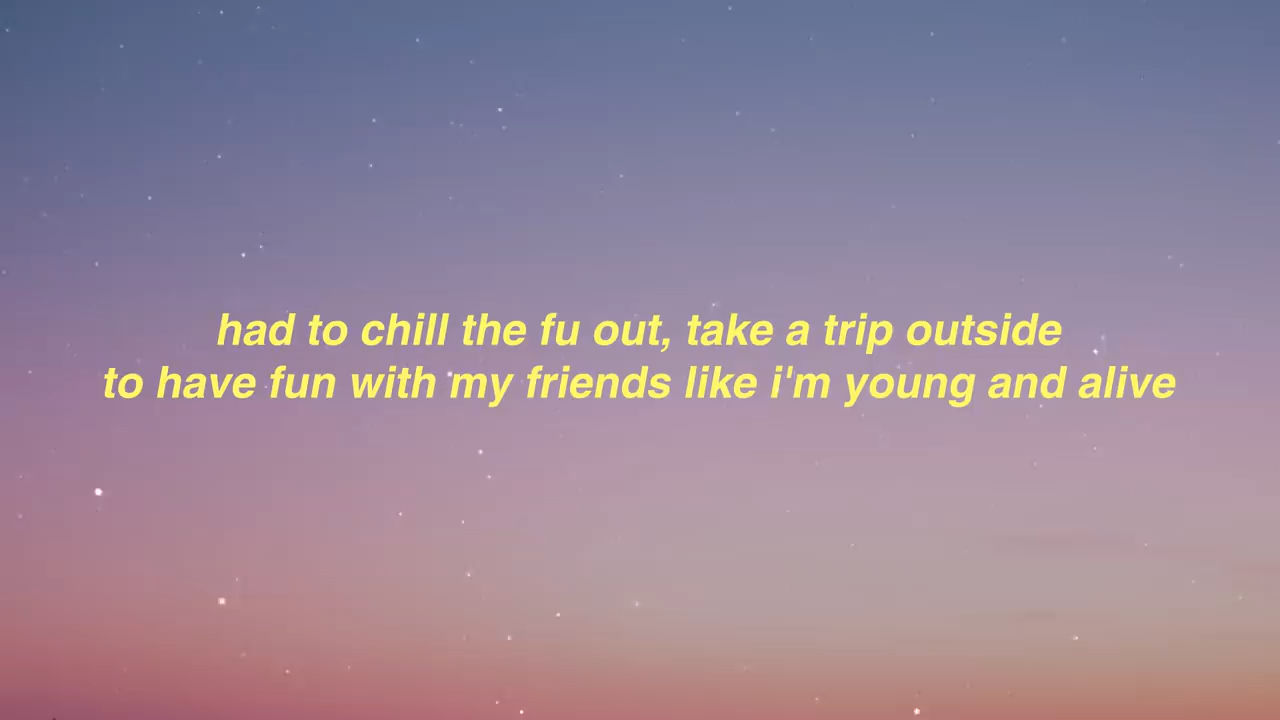 had to chill the fu out, take a trip outside
to have fun with my friends like i'm young and alive